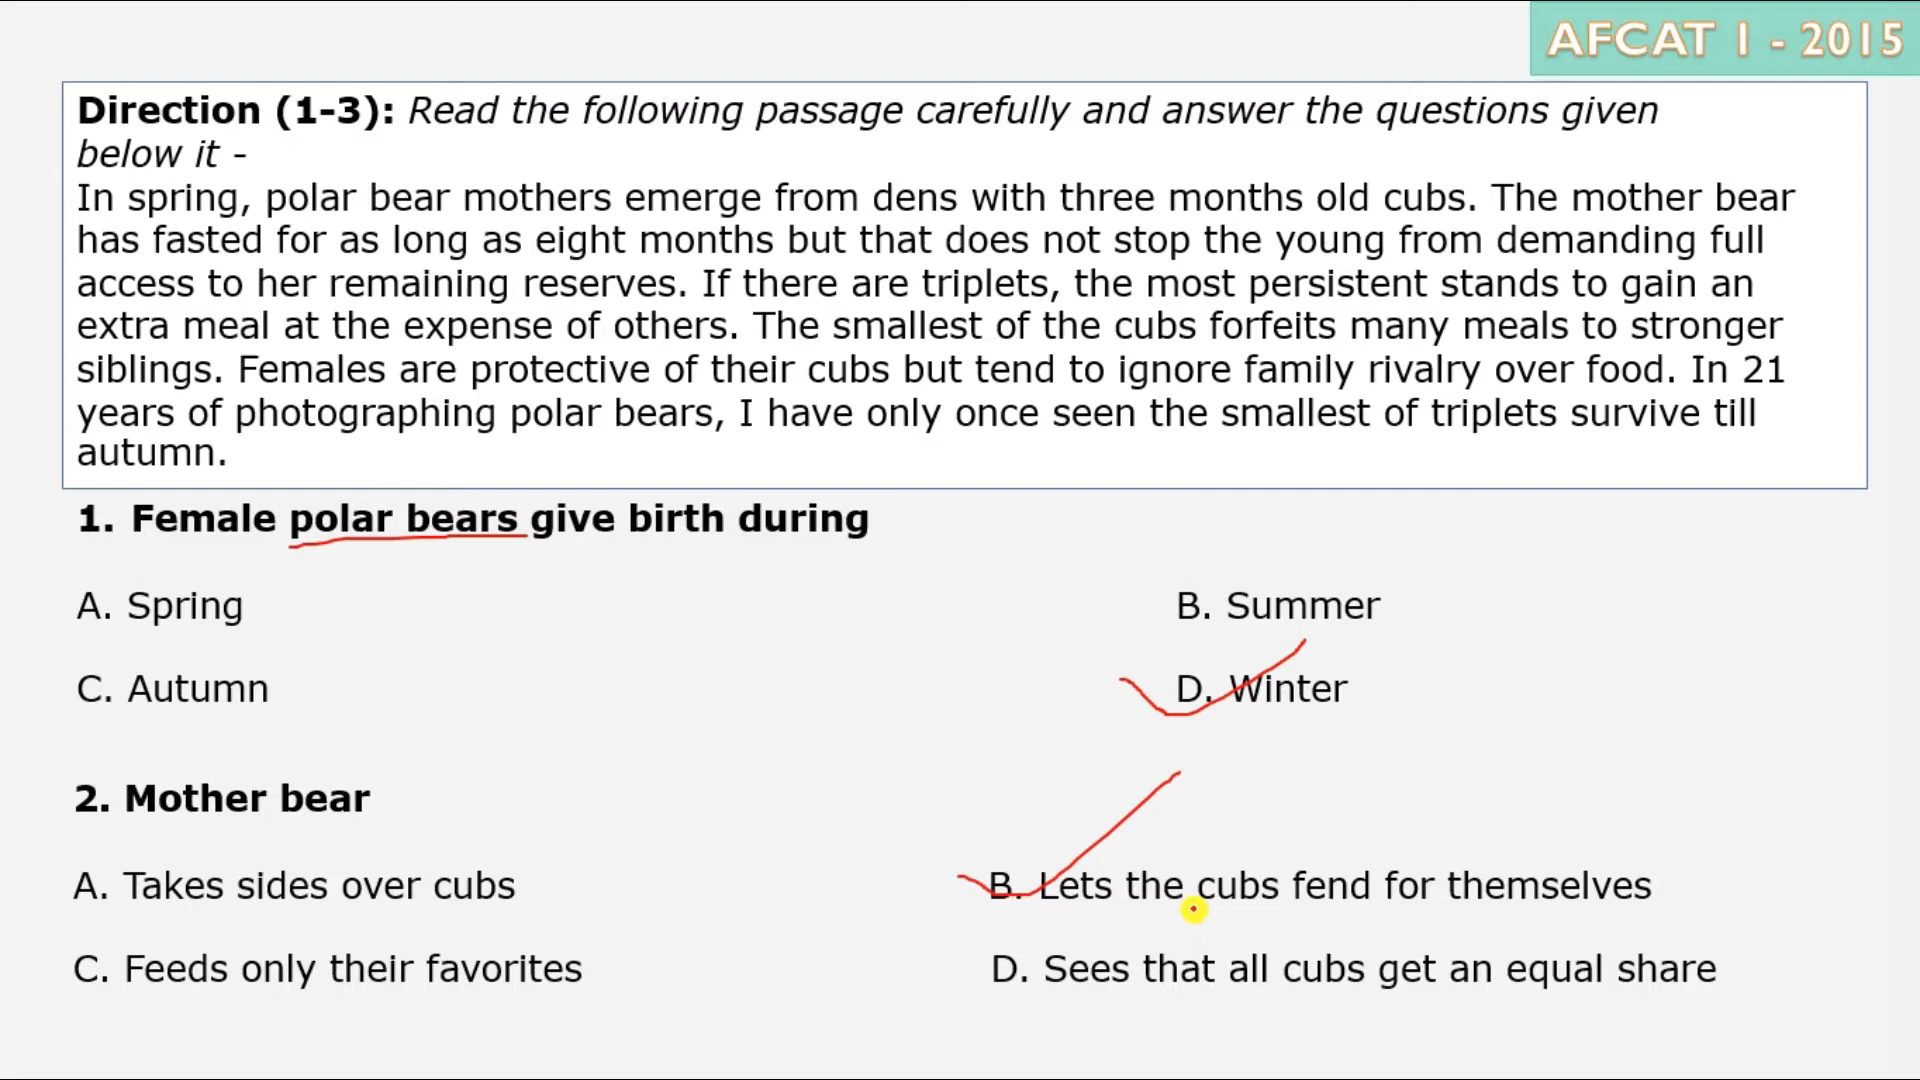 AFCAT 1 - 2015
Direction (1-3): Read the following passage carefully and answer the questions given
below it -
In spring, polar bear mothers emerge from dens with three months old cubs. The mother bear
has fasted for as long as eight months but that does not stop the young from demanding full
access to her remaining reserves. If there are triplets, the most persistent stands to gain an
extra meal at the expense of others. The smallest of the cubs forfeits many meals to stronger
siblings. Females are protective of their cubs but tend to ignore family rivalry over food. In 21
years of photographing polar bears, I have only once seen the smallest of triplets survive till
autumn.
1. Female polar bears give birth during
A. Spring
B. Summer
C. Autumn
D. Winter
2. Mother bear
A. Takes sides over cubs
B. Lets the cubs fend for themselves
C. Feeds only their favorites
D. Sees that all cubs get an equal share